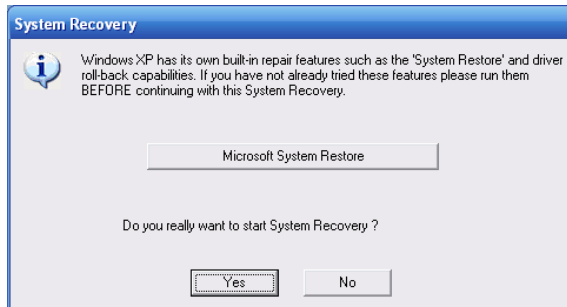 System Recovery
Windows XP has its own built-in repair features such as the 'System Restore' and driver
roll-back capabilities. If you have not already tried these features please run them
BEFORE continuing with this System Recovery.
Microsoft System Restore
Do you really want to start System Recovery ?
Yes
No